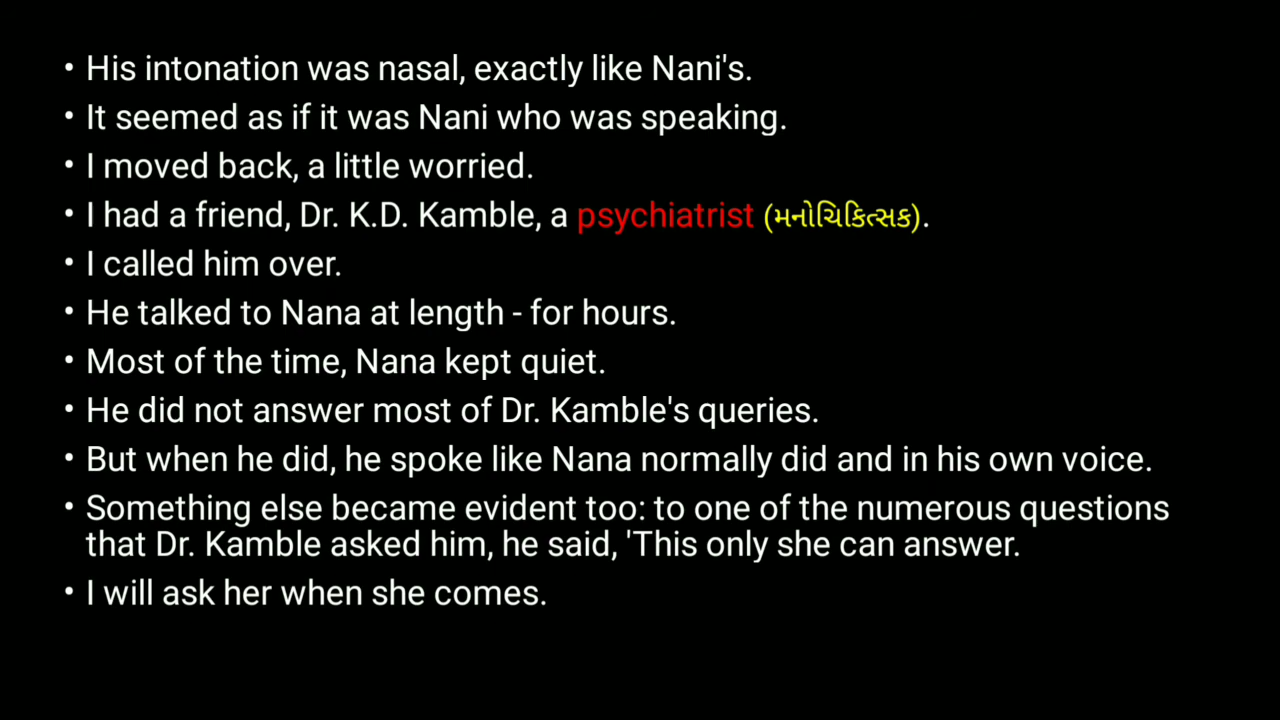 • His intonation was nasal, exactly like Nani's.
• It seemed as if it was Nani who was speaking.
• I moved back, a little worried.
• I had a friend, Dr. K.D. Kamble, a psychiatrist (મનોચિકિત્સક).
• I called him over.
• He talked to Nana at length - for hours.
• Most of the time, Nana kept quiet.
• He did not answer most of Dr. Kamble's queries.
• But when he did, he spoke like Nana normally did and in his own voice.
• Something else became evident too: to one of the numerous questions
that Dr. Kamble asked him, he said, 'This only she can answer.
• I will ask her when she comes.